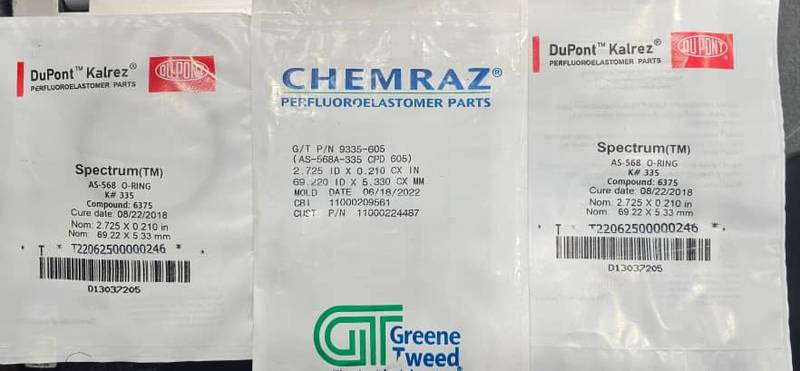 DuPont™ Kalrez®
PERFLUOROELASTOMER PARTS
DUPONT
Spectrum(TM)
AS-568 O-RING
K# 335
Compound: 6375
Cure date: 08/22/2018
Nom: 2.725 X 0.210 in
Nom: 69.22 X 5.33 mm
* T * T22062500000246 *
D13037205
CHEMRAZ®
PERFLUOROELASTOMER PARTS
G/T P/N 9335-605
(AS-568A-335 CPD 605)
2.725 ID X 0.210 CX IN
69.220 ID X 5.330 CX MM
MOLD DATE 06/18/2022
CBI 11000209561
CUST P/N 11000224487
GT Greene
Tweed®
DuPont™ Kalrez®
PERFLUOROELASTOMER PARTS
DUPONT
Spectrum(TM)
AS-568 O-RING
K# 335
Compound: 6375
Cure date: 08/22/2018
Nom: 2.725 X 0.210 in
Nom: 69.22 X 5.33 mm
* T T22062500000246 *
D13037205